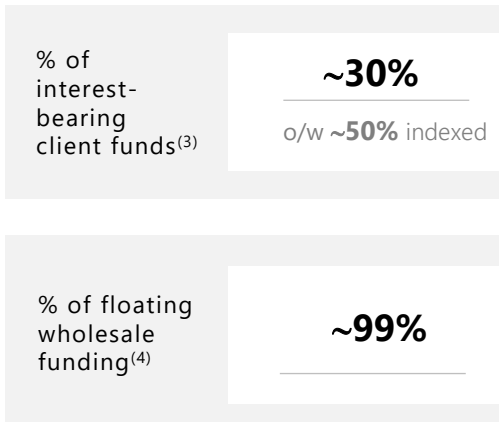 % of
interest-
bearing
client funds(3)
~30%
o/w ~50% indexed
% of floating
wholesale
funding(4)
~99%